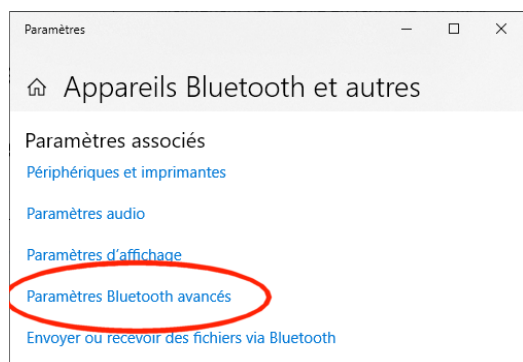 Paramètres
Appareils Bluetooth et autres
Paramètres associés
Périphériques et imprimantes
Paramètres audio
Paramètres d’affichage
Paramètres Bluetooth avancés
Envoyer ou recevoir des fichiers via Bluetooth